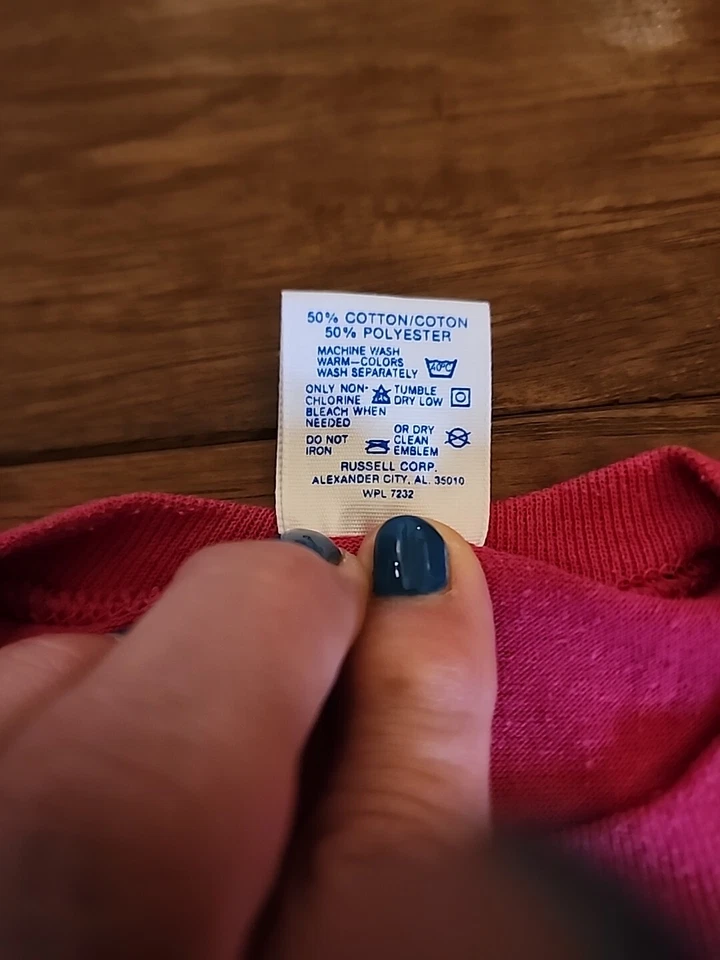 50% COTTON/COTON
50% POLYESTER
MACHINE WASH
WARM—COLORS
WASH SEPARATELY
40°C
ONLY NON-
CHLORINE
BLEACH WHEN
NEEDED
TUMBLE
DRY LOW
DO NOT
IRON
OR DRY
CLEAN
EMBLEM
RUSSELL CORP.
ALEXANDER CITY, AL. 35010
WPL 7232